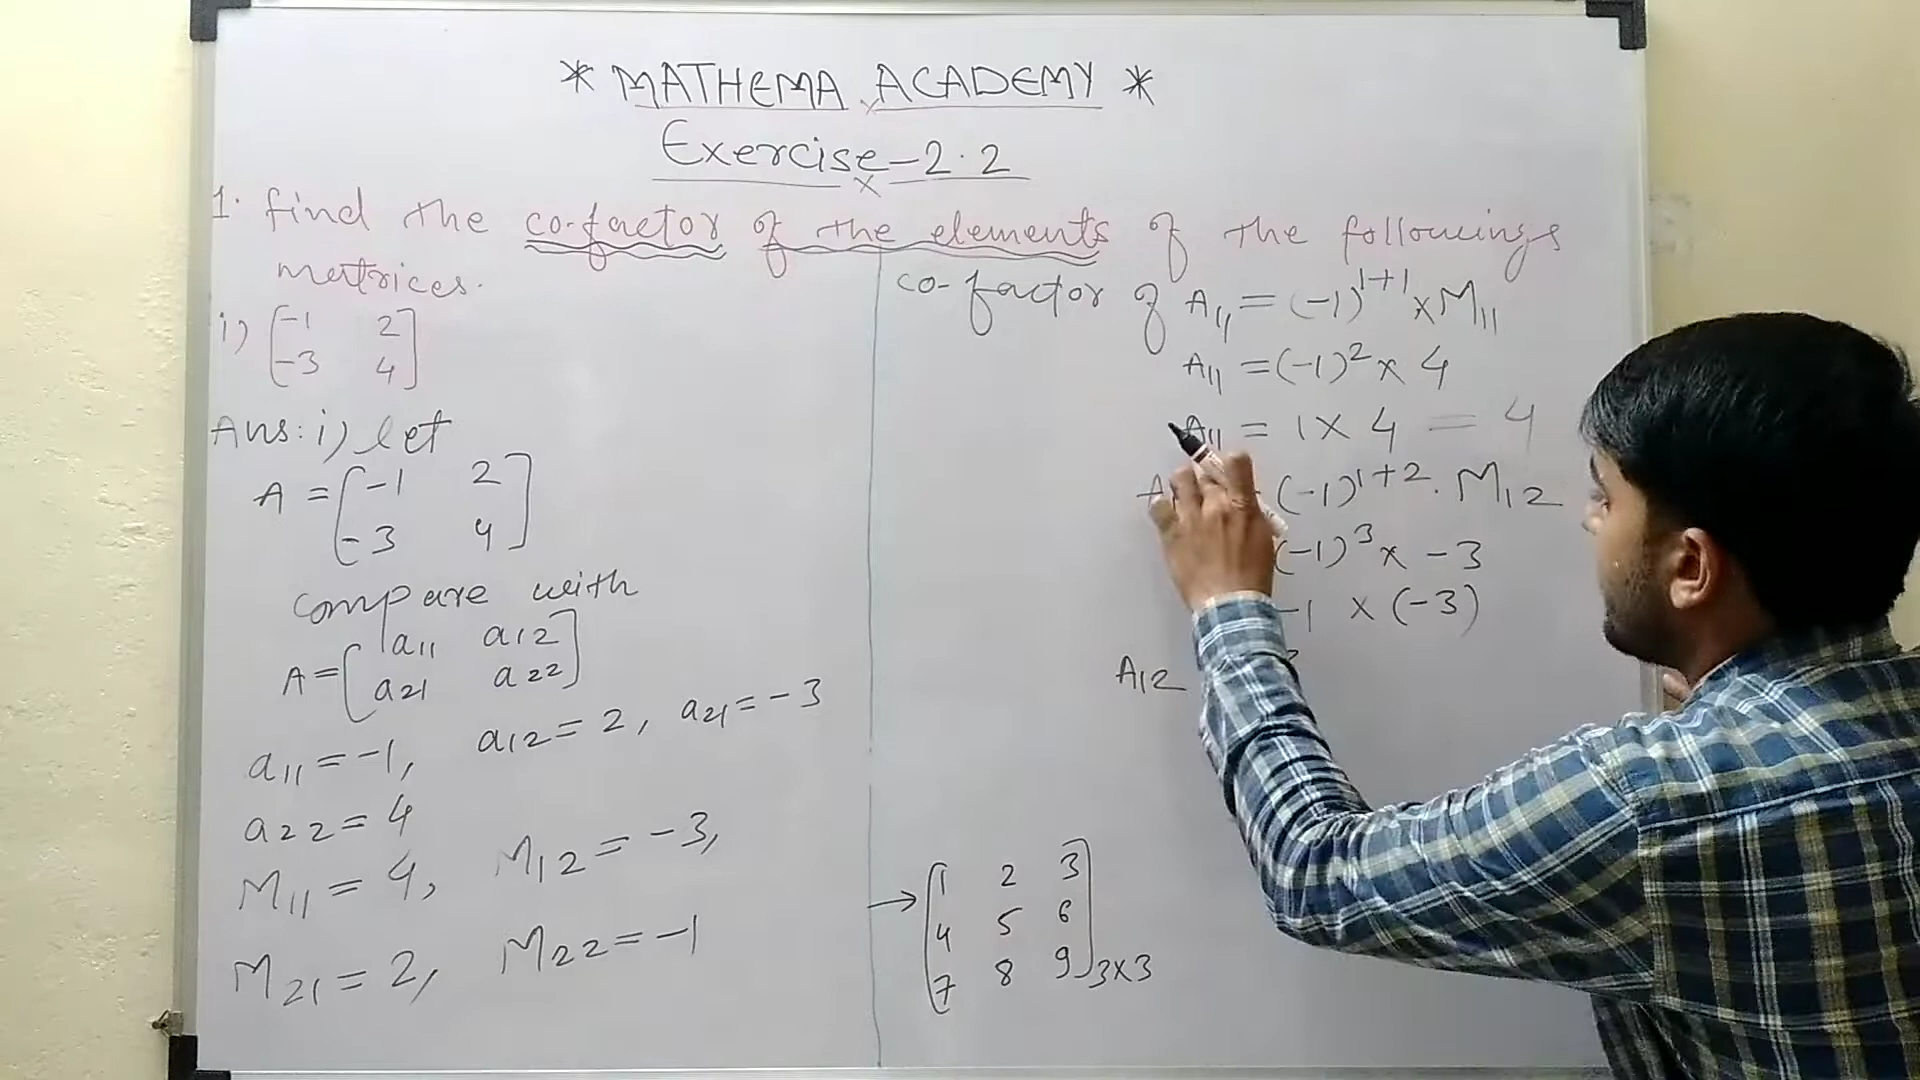 * MATHEMA ACADEMY *
Exercise-2.2
1. find the co-factor of the elements of the followings
matrices.
i) [-1 2
-3 4]
Ans: i) let
A = [-1 2
-3 4]
compare with
A = [a11 a12
a21 a22]
a11 = -1, a12 = 2, a21 = -3
a22 = 4
M11 = 4, M12 = -3,
M21 = 2, M22 = -1
co-factor of A11 = (-1)^1+1 × M11
A11 = (-1)^2 × 4
A11 = 1 × 4 = 4
(-1)^1+2 . M12
(-1)^3 × -3
-1 × (-3)
A12
→ [1 2 3
4 5 6
7 8 9] 3×3